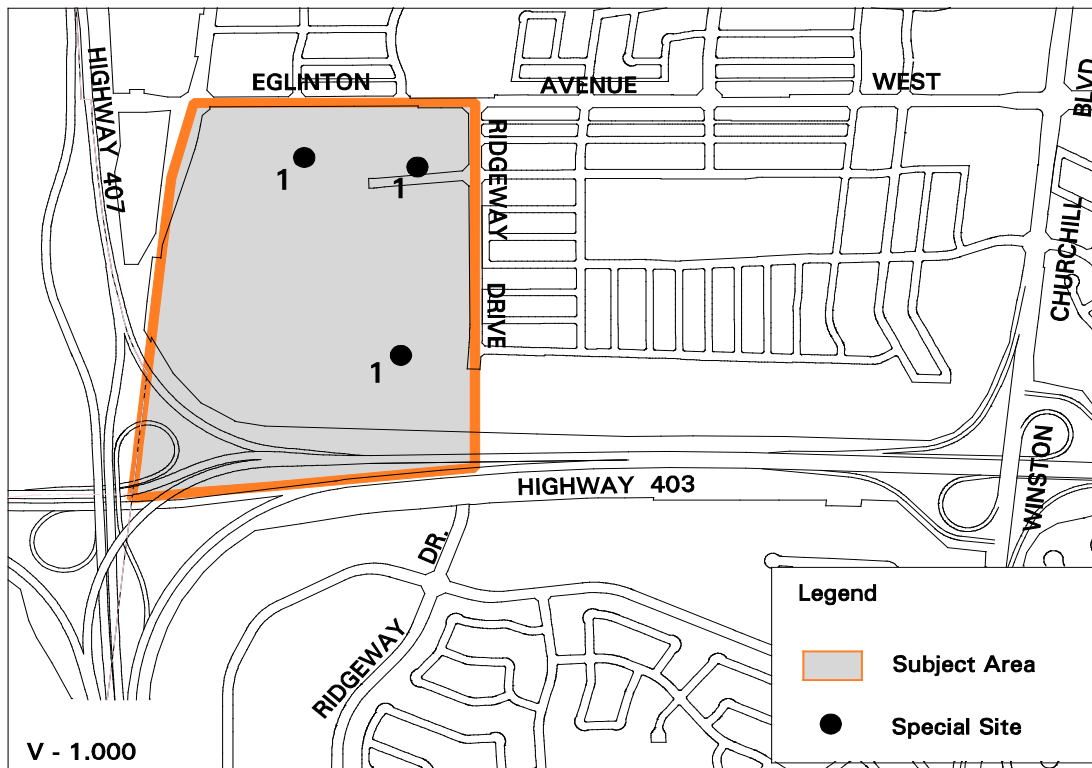 EGLINTON
AVENUE
WEST
BLVD
HIGHWAY 407
RIDGEWAY
1
1
DRIVE
CHURCHILL
1
WINSTON
HIGHWAY 403
DR.
RIDGEWAY
Legend
Subject Area
Special Site
V - 1.000